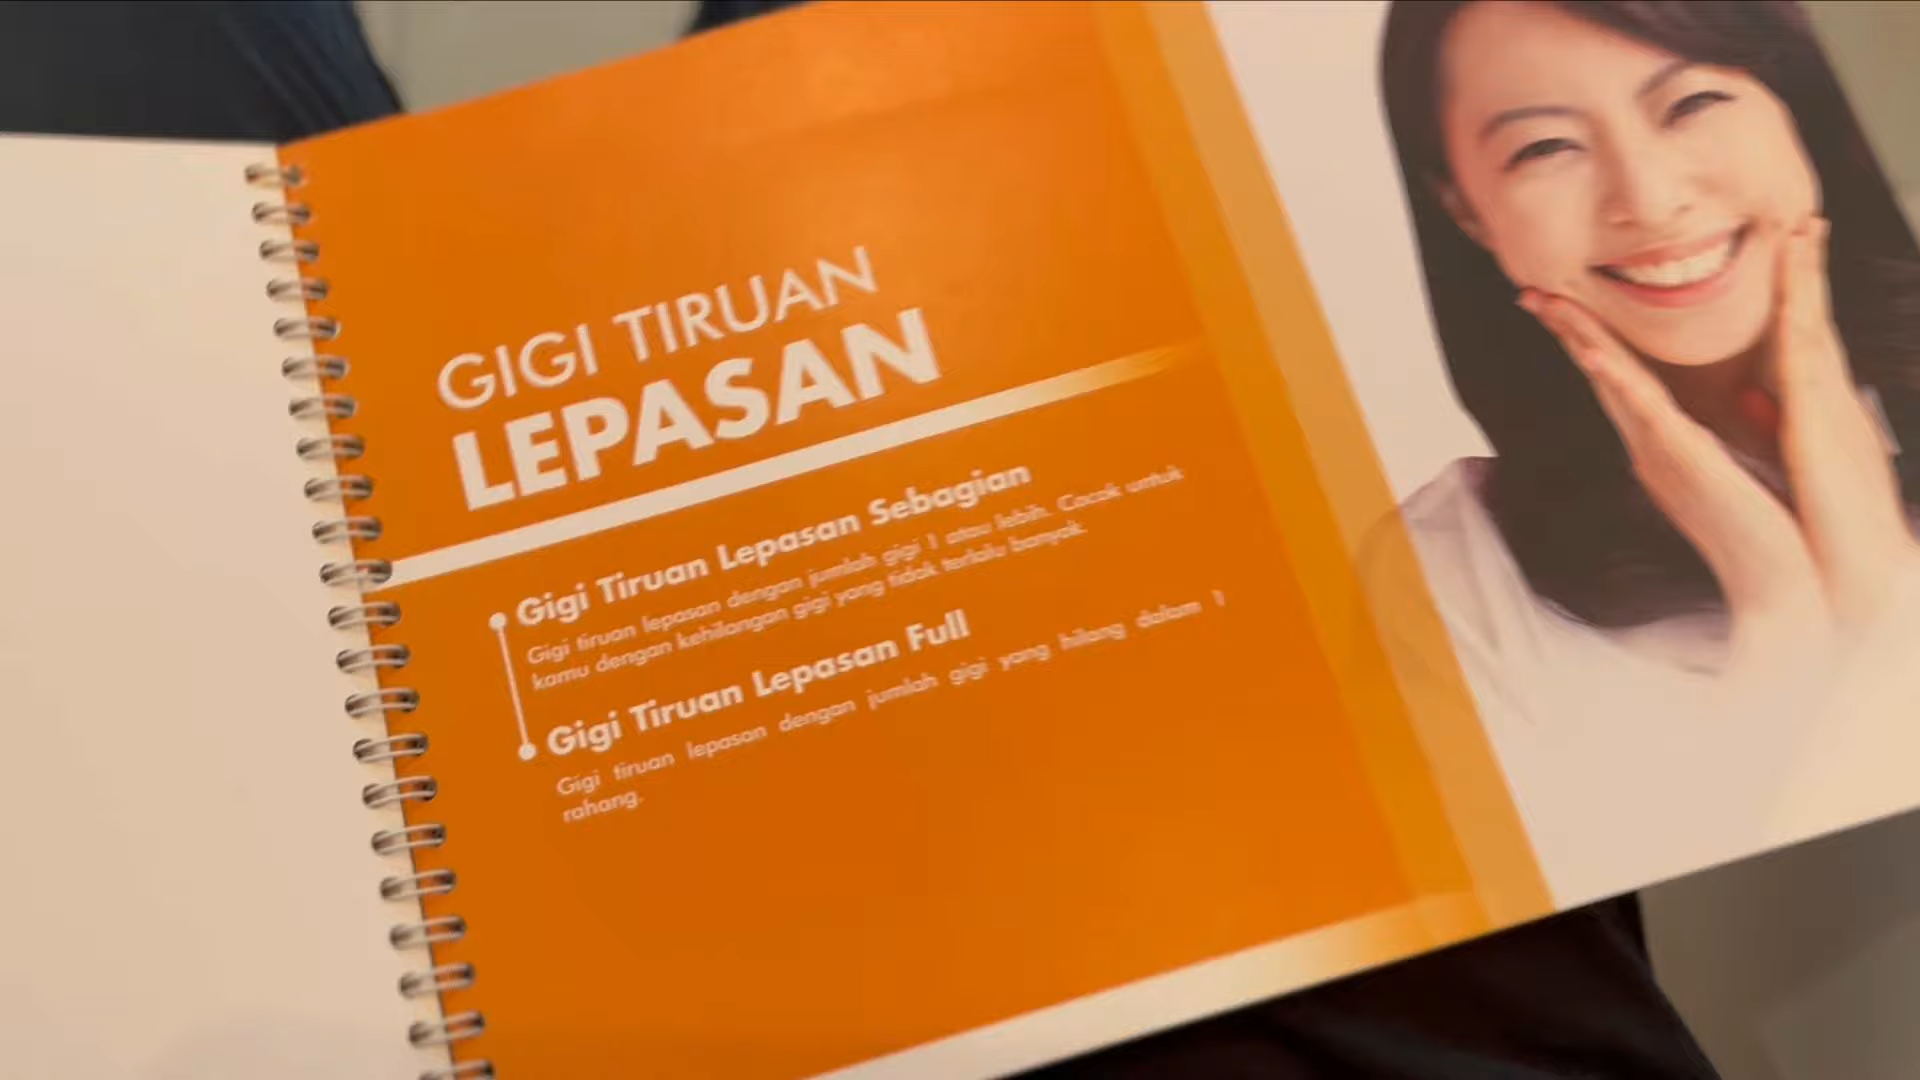 GIGI TIRUAN
LEPASAN
Gigi Tiruan Lepasan Sebagian
Gigi tiruan lepasan dengan jumlah gigi 1 atau lebih. Cocok untuk
kamu dengan kehilangan gigi yang tidak terlalu banyak.
Gigi Tiruan Lepasan Full
Gigi tiruan lepasan dengan jumlah gigi yang hilang dalam 1
rahang.